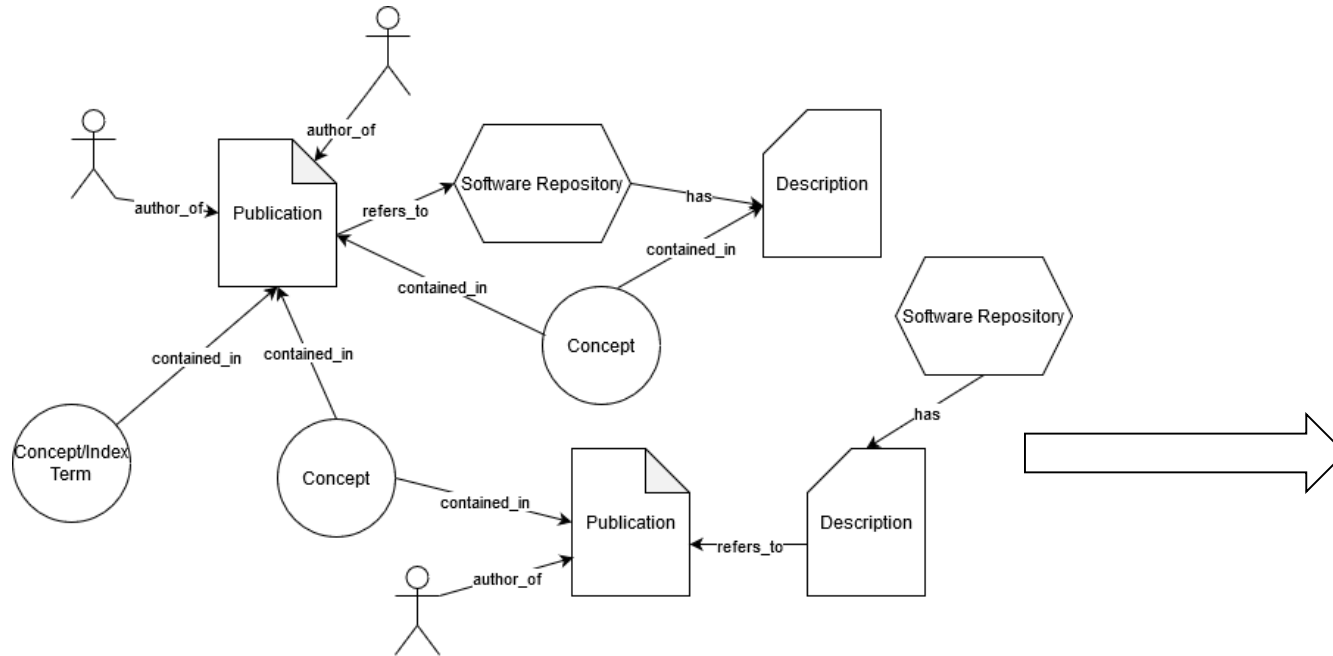 author_of
author_of
Publication
refers_to
Software Repository
has
Description
contained_in
contained_in
Concept
Software Repository
contained_in
contained_in
has
Concept/Index
Term
Concept
contained_in
Publication
refers_to
Description
author_of